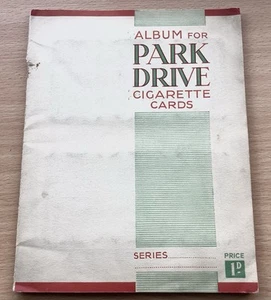 ALBUM FOR
PARK
DRIVE
CIGARETTE
CARDS
SERIES
PRICE
1D